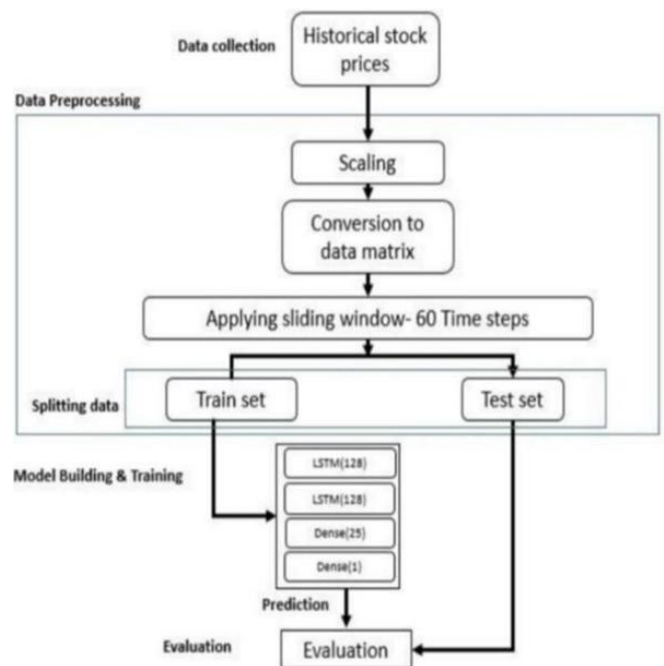 Data collection
Historical stock
prices
Data Preprocessing
Scaling
Conversion to
data matrix
Applying sliding window- 60 Time steps
Splitting data
Train set
Test set
Model Building & Training
LSTM(128)
LSTM(128)
Dense(25)
Dense(1)
Prediction
Evaluation
Evaluation